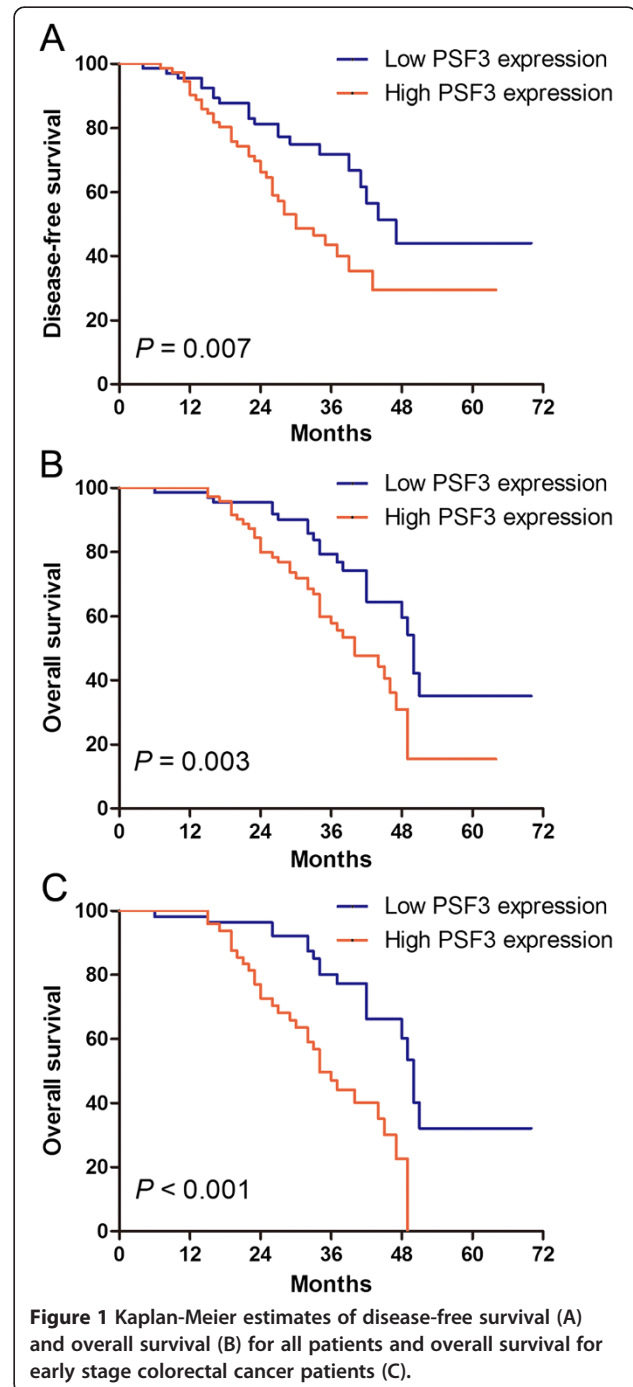 A
Low PSF3 expression
High PSF3 expression
100
80
60
40
20
0
Disease-free survival
P = 0.007
0 12 24 36 48 60 72
Months
B
Low PSF3 expression
High PSF3 expression
100
80
60
40
20
0
Overall survival
P = 0.003
0 12 24 36 48 60 72
Months
C
Low PSF3 expression
High PSF3 expression
100
80
60
40
20
0
Overall survival
P < 0.001
0 12 24 36 48 60 72
Months
Figure 1 Kaplan-Meier estimates of disease-free survival (A)
and overall survival (B) for all patients and overall survival for
early stage colorectal cancer patients (C).